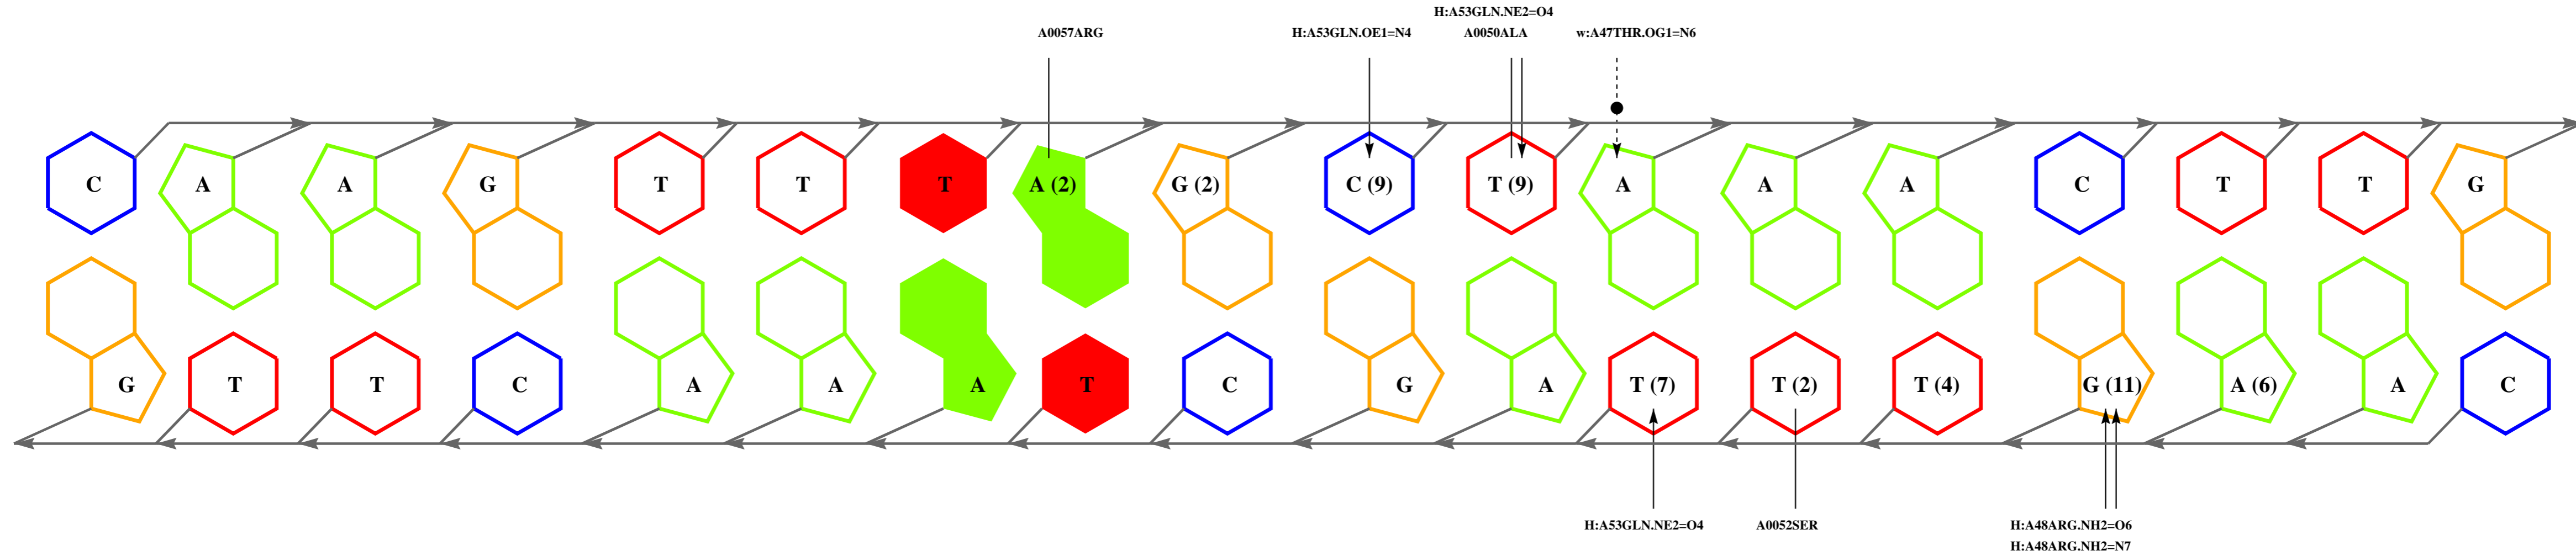 H:A53GLN.NE2=O4
A0057ARG H:A53GLN.OE1=N4 A0050ALA w:A47THR.OG1=N6
C A A G T T T A (2) G (2) C (9) T (9) A A A C T T G
G T T C A A A T C G A T (7) T (2) T (4) G (11) A (6) A C
H:A53GLN.NE2=O4 A0052SER H:A48ARG.NH2=O6
H:A48ARG.NH2=N7